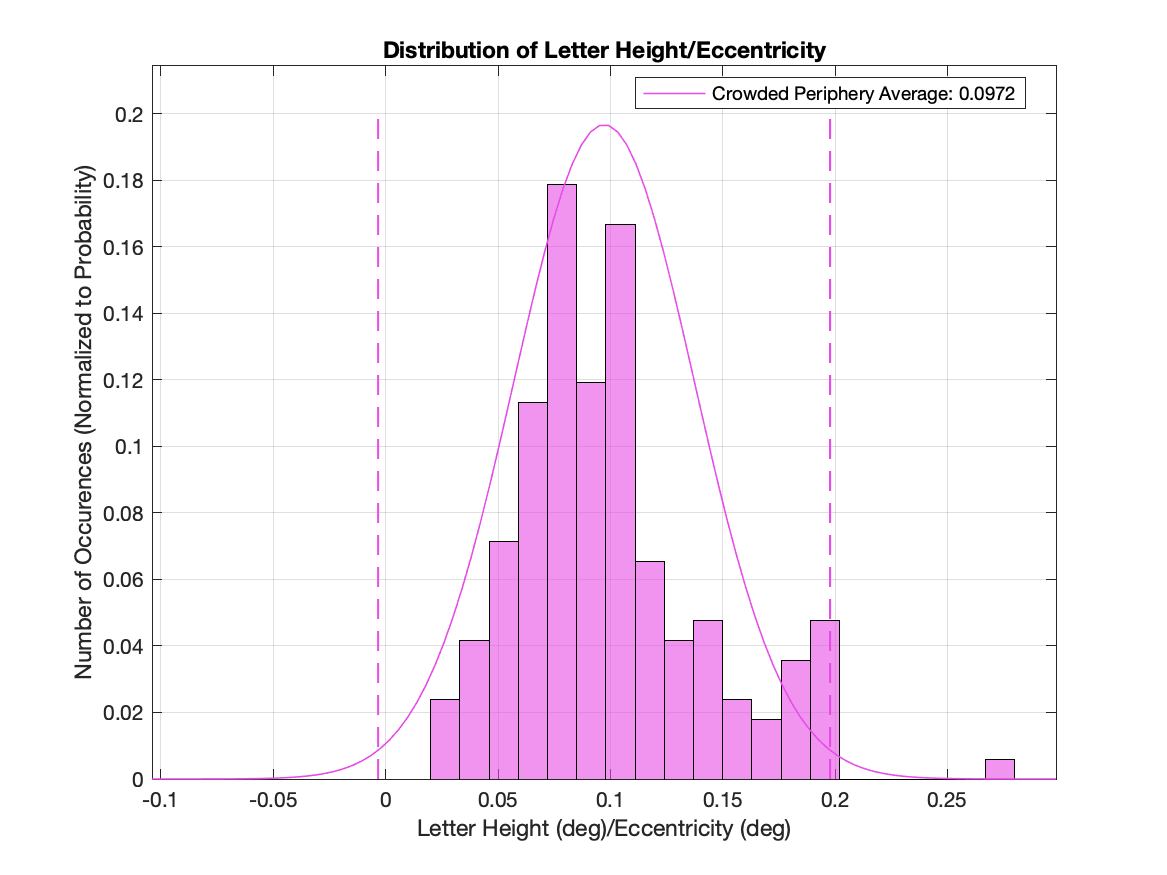 Distribution of Letter Height/Eccentricity
Crowded Periphery Average: 0.0972
Number of Occurences (Normalized to Probability)
0.2
0.18
0.16
0.14
0.12
0.1
0.08
0.06
0.04
0.02
0
-0.1 -0.05 0 0.05 0.1 0.15 0.2 0.25
Letter Height (deg)/Eccentricity (deg)